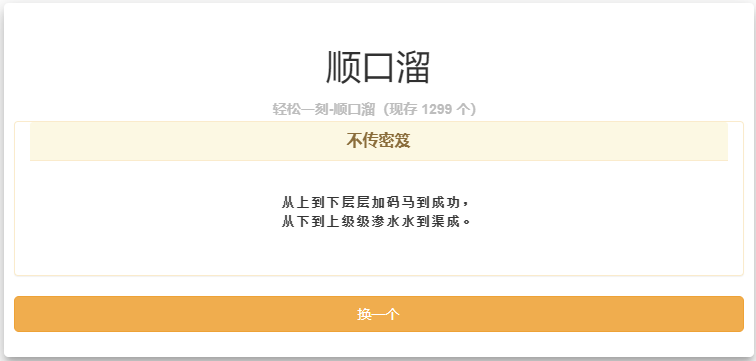 顺口溜
轻松一刻-顺口溜（现存 1299 个）
不传密笈
从上到下层层加码马到成功，
从下到上级级渗水水到渠成。
换一个